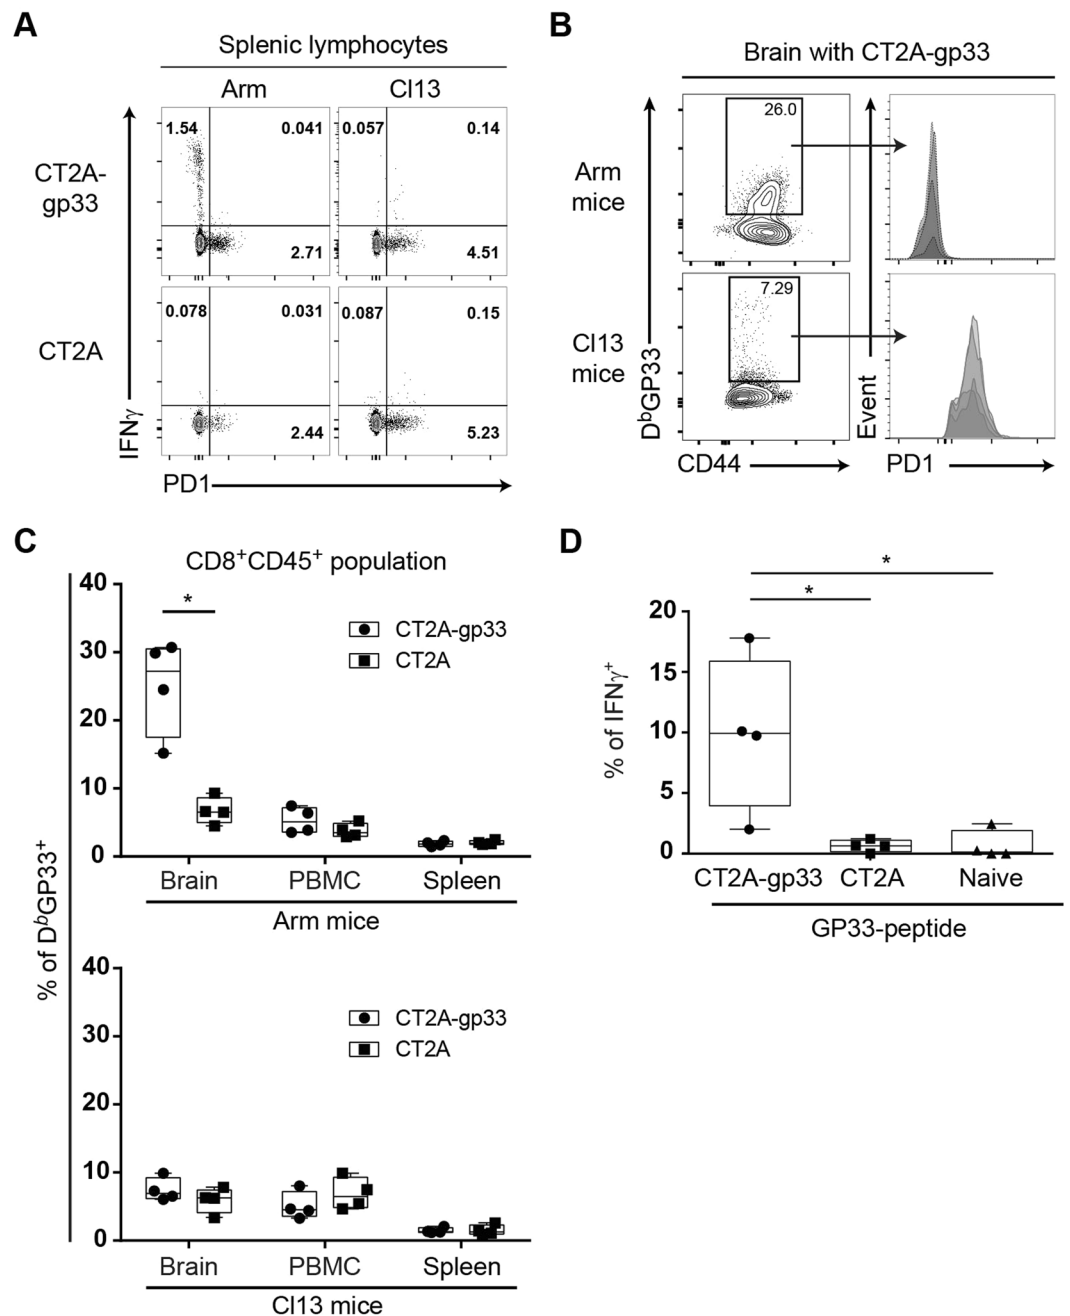 A
Splenic lymphocytes
Arm Cl13
CT2A-
gp33
1.54 0.041 0.057 0.14
2.71 4.51
CT2A
0.078 0.031 0.087 0.15
2.44 5.23
IFNγ
PD1
B
Brain with CT2A-gp33
Arm
mice
26.0
Cl13
mice
7.29
DᵇGP33
Event
CD44 PD1
C
CD8⁺CD45⁺ population
% of DᵇGP33⁺
40
30
20
10
0
*
CT2A-gp33
CT2A
Brain PBMC Spleen
Arm mice
40
30
20
10
0
CT2A-gp33
CT2A
Brain PBMC Spleen
Cl13 mice
D
*
*
% of IFNγ⁺
20
15
10
5
0
CT2A-gp33 CT2A Naive
GP33-peptide